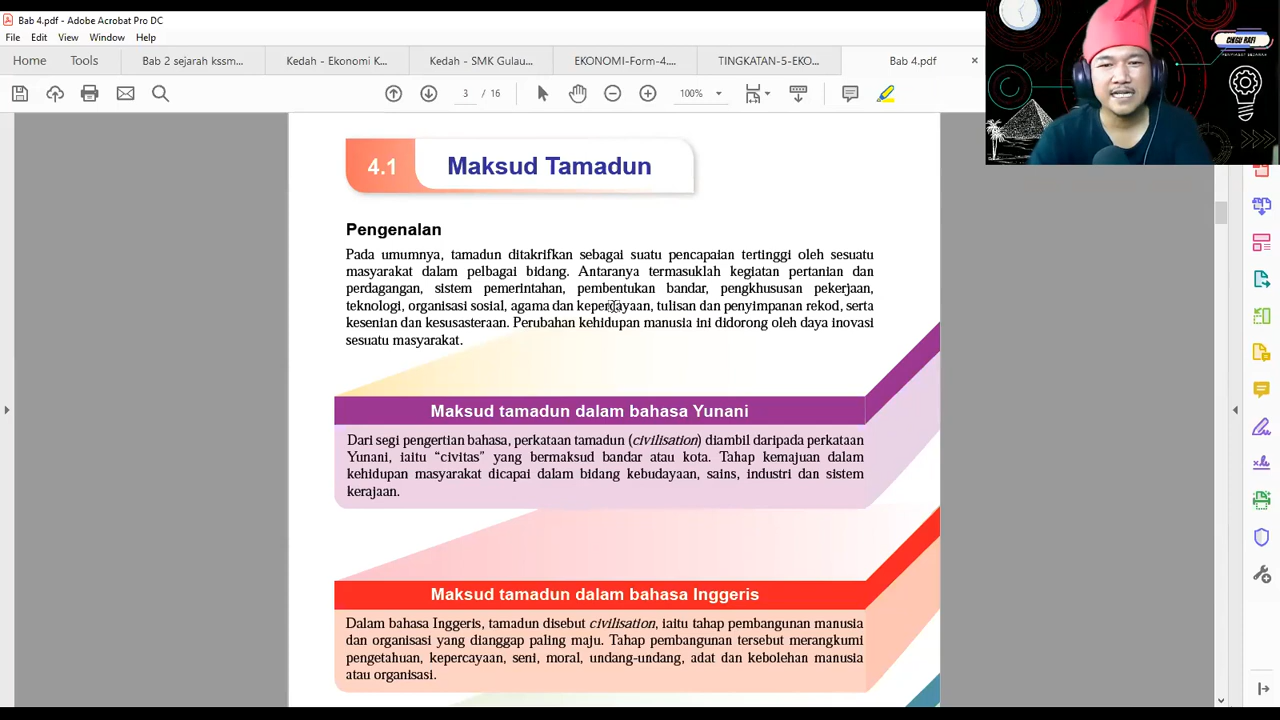 Bab 4.pdf - Adobe Acrobat Pro DC
File Edit View Window Help
Home Tools Bab 2 sejarah kssm... Kedah - Ekonomi K... Kedah - SMK Gulau... EKONOMI-Form-4.... TINGKATAN-5-EKO... Bab 4.pdf ×
3 / 16 100%
CIKGU RAFI
4.1 Maksud Tamadun
Pengenalan
Pada umumnya, tamadun ditakrifkan sebagai suatu pencapaian tertinggi oleh sesuatu
masyarakat dalam pelbagai bidang. Antaranya termasuklah kegiatan pertanian dan
perdagangan, sistem pemerintahan, pembentukan bandar, pengkhususan pekerjaan,
teknologi, organisasi sosial, agama dan kepercayaan, tulisan dan penyimpanan rekod, serta
kesenian dan kesusasteraan. Perubahan kehidupan manusia ini didorong oleh daya inovasi
sesuatu masyarakat.
Maksud tamadun dalam bahasa Yunani
Dari segi pengertian bahasa, perkataan tamadun (civilisation) diambil daripada perkataan
Yunani, iaitu “civitas” yang bermaksud bandar atau kota. Tahap kemajuan dalam
kehidupan masyarakat dicapai dalam bidang kebudayaan, sains, industri dan sistem
kerajaan.
Maksud tamadun dalam bahasa Inggeris
Dalam bahasa Inggeris, tamadun disebut civilisation, iaitu tahap pembangunan manusia
dan organisasi yang dianggap paling maju. Tahap pembangunan tersebut merangkumi
pengetahuan, kepercayaan, seni, moral, undang-undang, adat dan kebolehan manusia
atau organisasi.